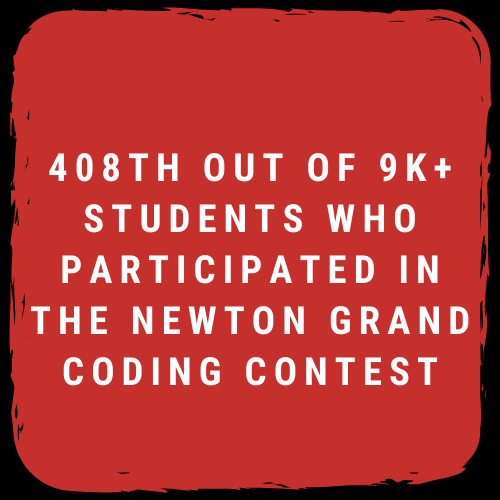 408TH OUT OF 9K+
STUDENTS WHO
PARTICIPATED IN
THE NEWTON GRAND
CODING CONTEST